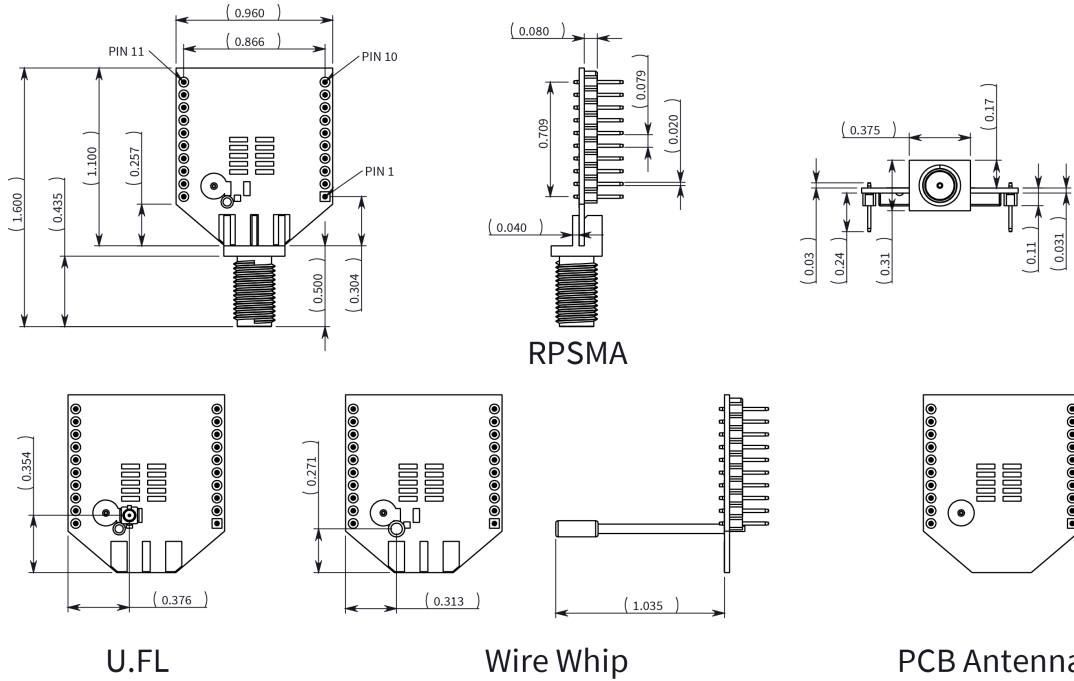 ( 0.960 )
( 0.866 )
PIN 11
PIN 10
PIN 1
( 1.600 )
( 0.435 )
( 1.100 )
( 0.257 )
( 0.500 )
( 0.304 )
( 0.080 )
0.709
( 0.079 )
( 0.020 )
( 0.040 )
( 0.375 )
( 0.17 )
( 0.03 )
( 0.24 )
( 0.31 )
( 0.11 )
( 0.031 )
RPSMA
( 0.354 )
( 0.376 )
( 0.271 )
( 0.313 )
( 1.035 )
U.FL
Wire Whip
PCB Antenna